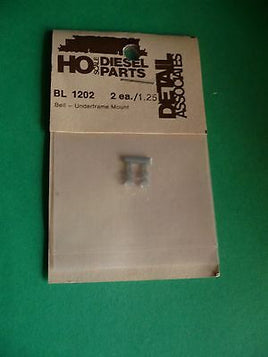 HO SCALE DIESEL PARTS
BL 1202 2 ea./1.25
Bell – Underframe Mount
DETAIL ASSOCIATES